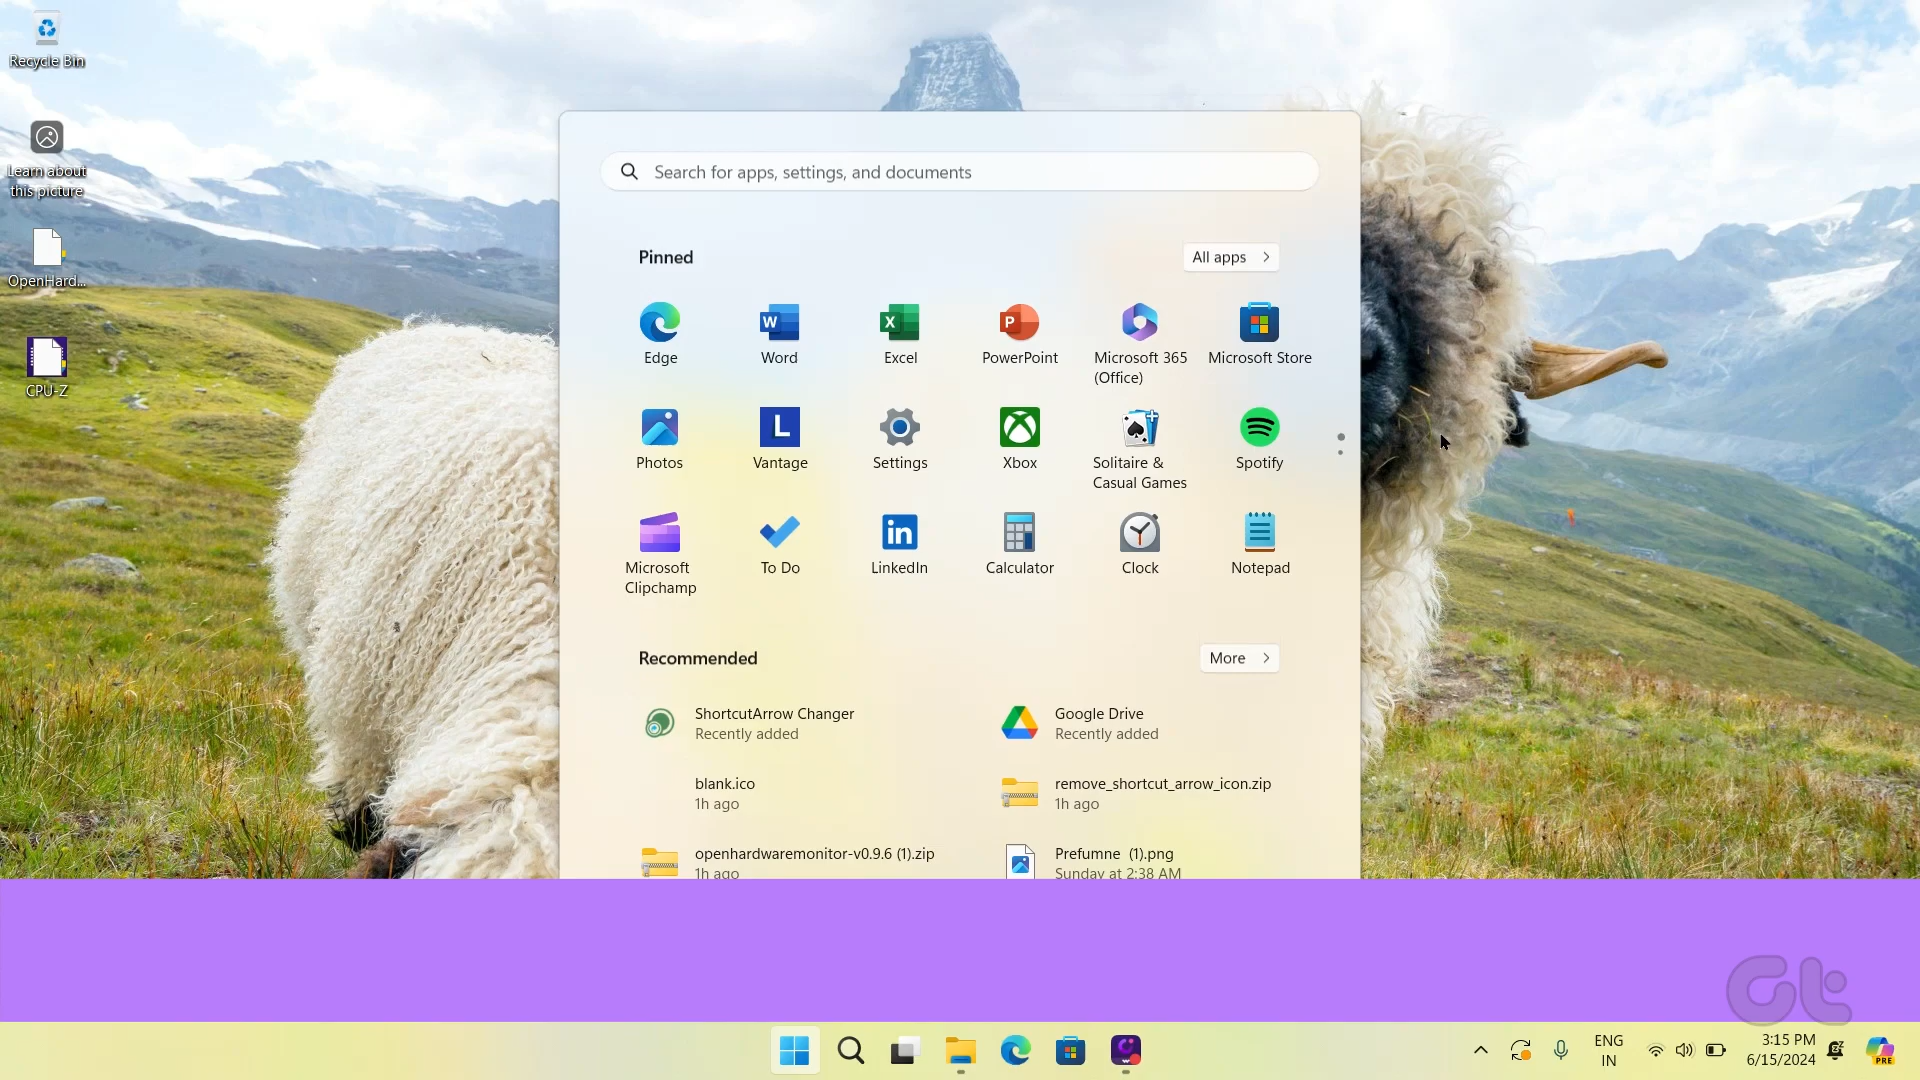 Recycle Bin
Learn about
this picture
OpenHard...
CPU-Z
Search for apps, settings, and documents
Pinned
All apps
Edge
Word
Excel
PowerPoint
Microsoft 365
(Office)
Microsoft Store
Photos
Vantage
Settings
Xbox
Solitaire &
Casual Games
Spotify
Microsoft
Clipchamp
To Do
LinkedIn
Calculator
Clock
Notepad
Recommended
More
ShortcutArrow Changer
Recently added
Google Drive
Recently added
blank.ico
1h ago
remove_shortcut_arrow_icon.zip
1h ago
openhardwaremonitor-v0.9.6 (1).zip
1h ago
Prefumne (1).png
Sunday at 2:38 AM
Gt
ENG
IN
3:15 PM
6/15/2024
PRE